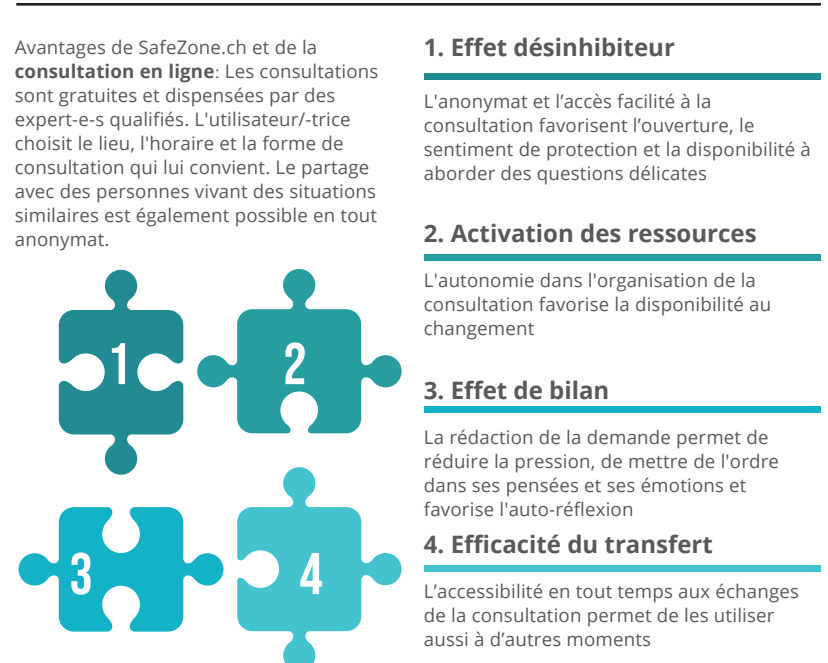 Avantages de SafeZone.ch et de la
consultation en ligne: Les consultations
sont gratuites et dispensées par des
expert-e-s qualifiés. L'utilisateur/-trice
choisit le lieu, l'horaire et la forme de
consultation qui lui convient. Le partage
avec des personnes vivant des situations
similaires est également possible en tout
anonymat.
1
2
3
4
1. Effet désinhibiteur
L'anonymat et l’accès facilité à la
consultation favorisent l’ouverture, le
sentiment de protection et la disponibilité à
aborder des questions délicates
2. Activation des ressources
L'autonomie dans l'organisation de la
consultation favorise la disponibilité au
changement
3. Effet de bilan
La rédaction de la demande permet de
réduire la pression, de mettre de l'ordre
dans ses pensées et ses émotions et
favorise l'auto-réflexion
4. Efficacité du transfert
L’accessibilité en tout temps aux échanges
de la consultation permet de les utiliser
aussi à d’autres moments